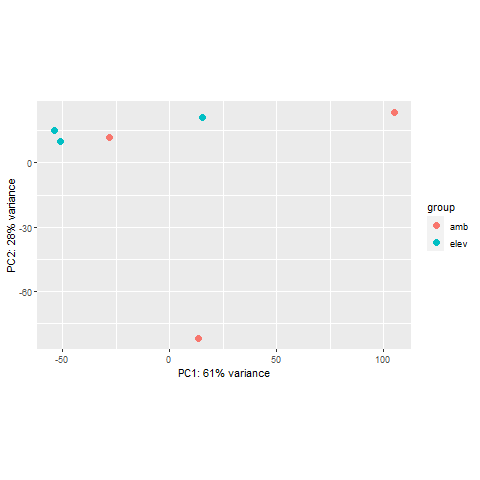 PC2: 28% variance
0
-30
-60
-50
0
50
100
PC1: 61% variance
group
amb
elev